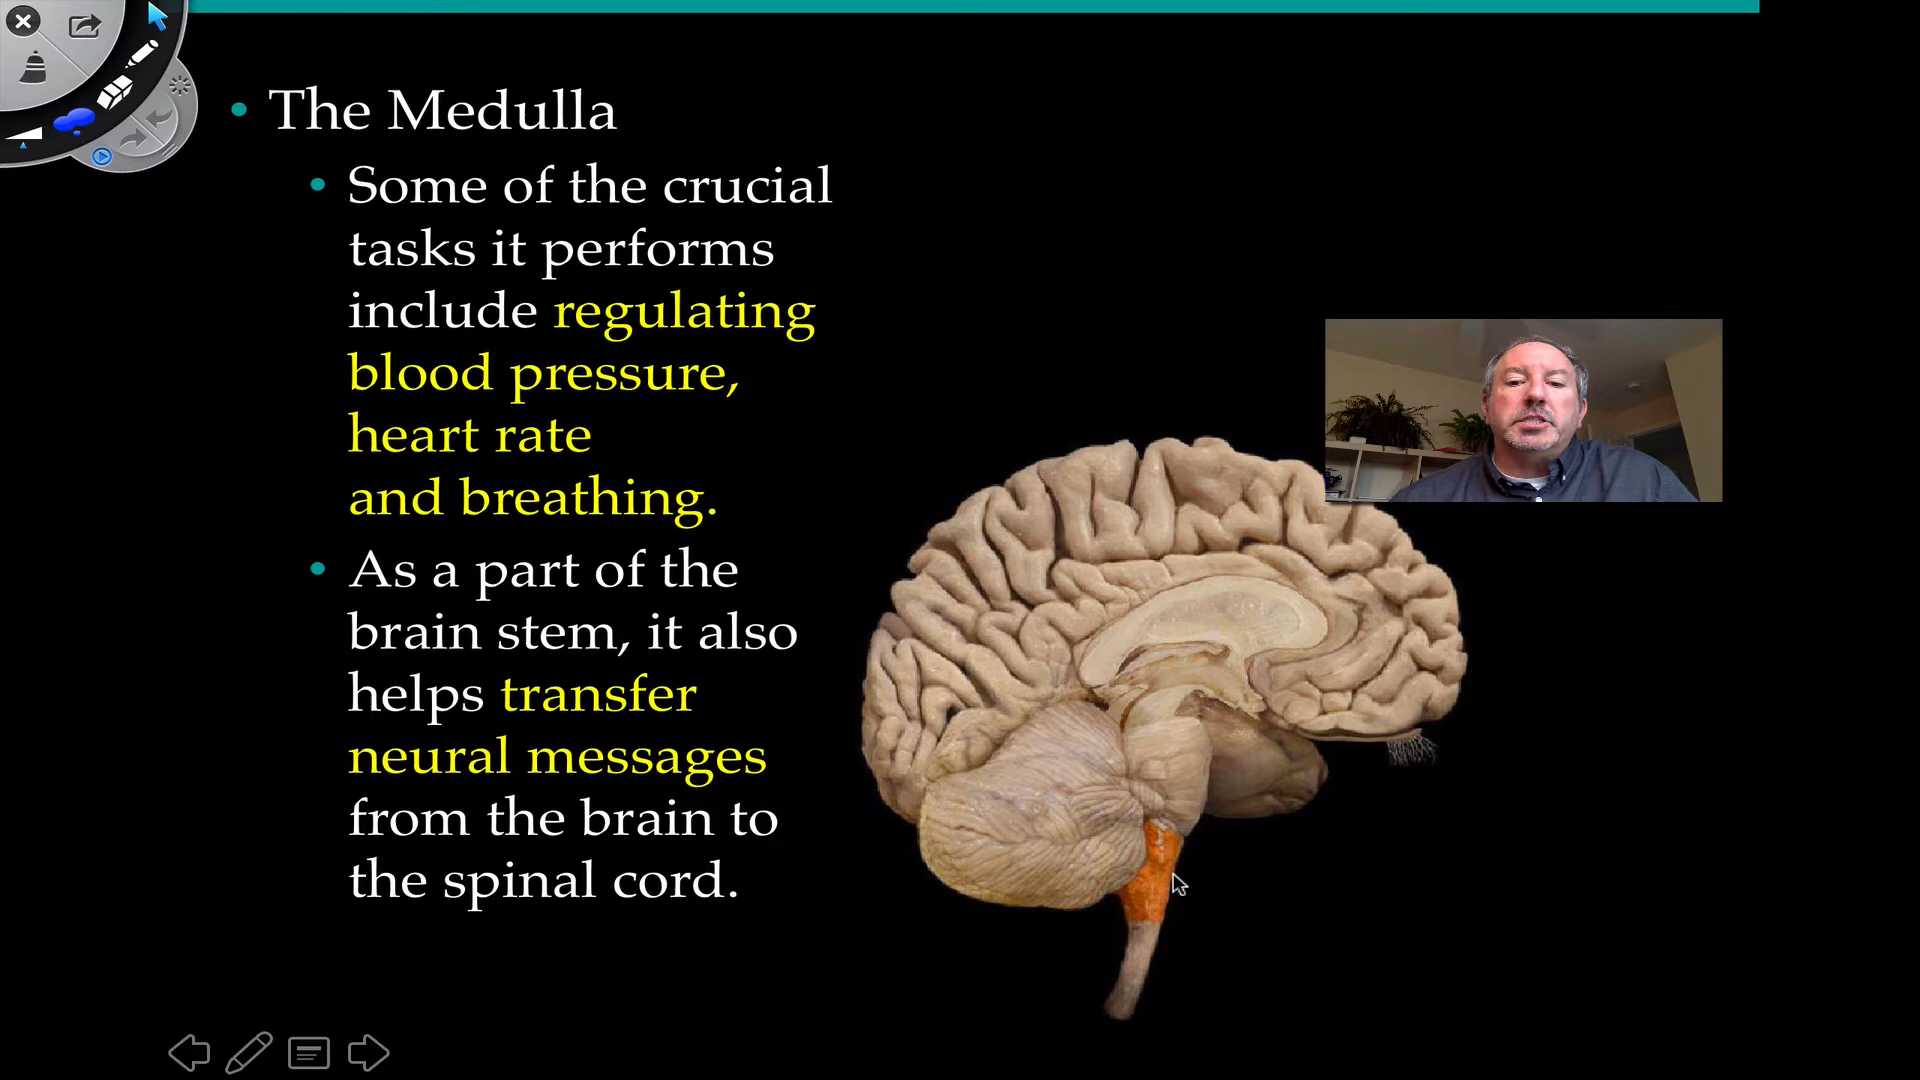 • The Medulla
• Some of the crucial
tasks it performs
include regulating
blood pressure,
heart rate
and breathing.
• As a part of the
brain stem, it also
helps transfer
neural messages
from the brain to
the spinal cord.